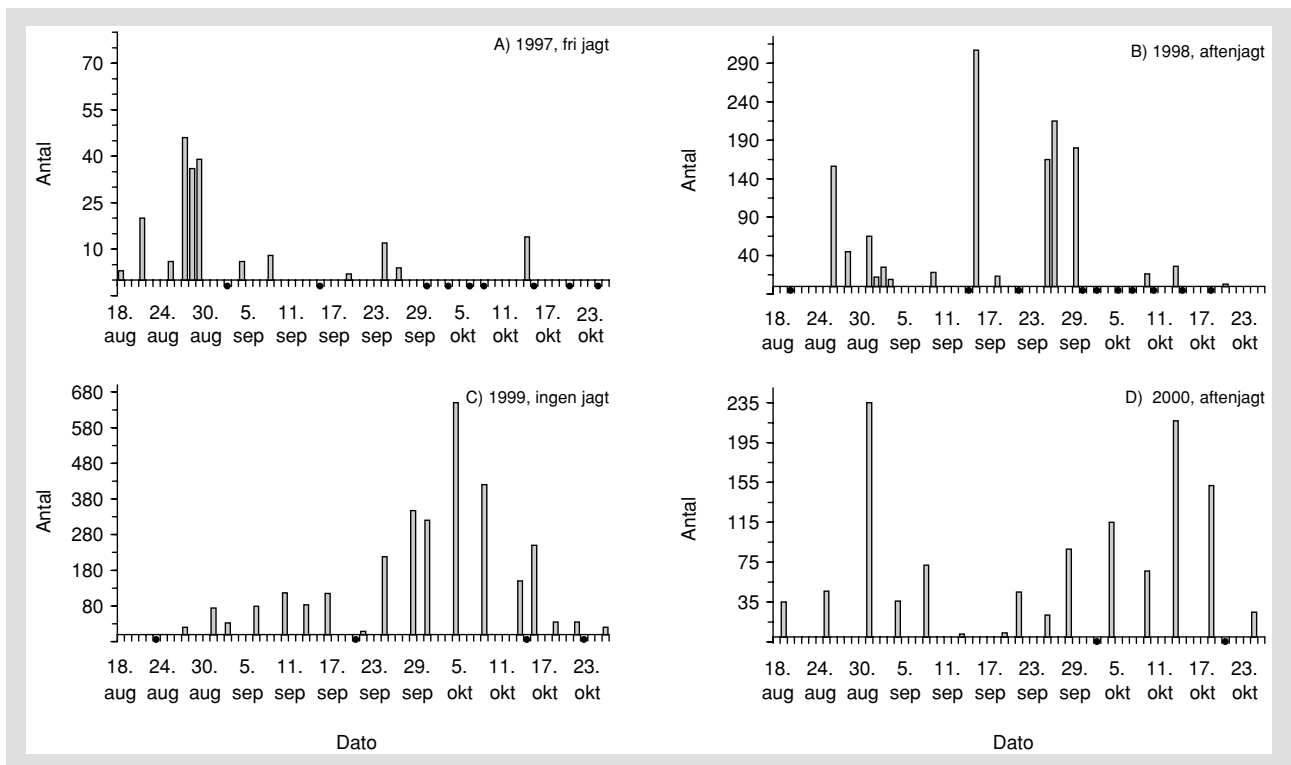 A) 1997, fri jagt
Antal
70
55
40
25
10
18. 24. 30. 5. 11. 17. 23. 29. 5. 11. 17. 23.
aug aug aug sep sep sep sep sep okt okt okt okt
B) 1998, aftenjagt
Antal
290
240
190
140
90
40
18. 24. 30. 5. 11. 17. 23. 29. 5. 11. 17. 23.
aug aug aug sep sep sep sep sep okt okt okt okt
C) 1999, ingen jagt
Antal
680
580
480
380
280
180
80
18. 24. 30. 5. 11. 17. 23. 29. 5. 11. 17. 23.
aug aug aug sep sep sep sep sep okt okt okt okt
Dato
D) 2000, aftenjagt
Antal
235
195
155
115
75
35
18. 24. 30. 5. 11. 17. 23. 29. 5. 11. 17. 23.
aug aug aug sep sep sep sep sep okt okt okt okt
Dato